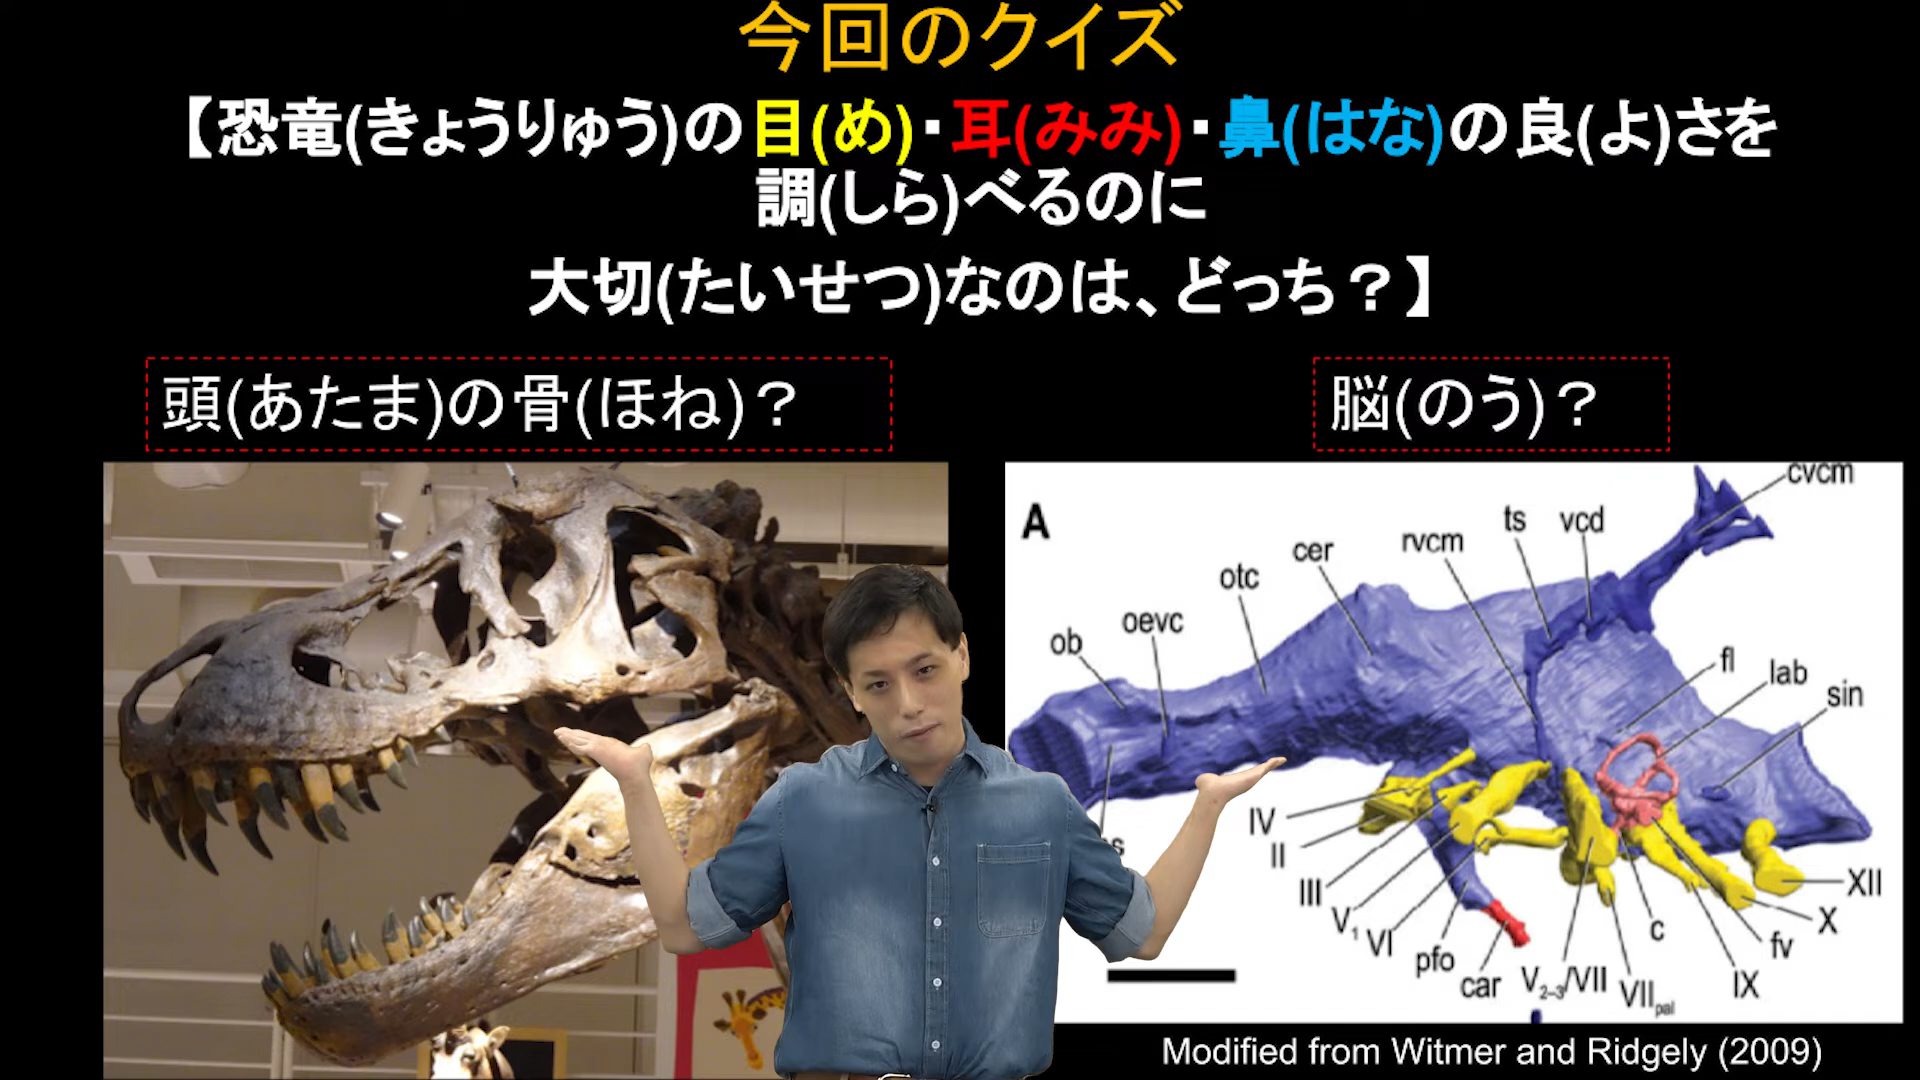 今回のクイズ
【恐竜(きょうりゅう)の目(め)・耳(みみ)・鼻(はな)の良(よ)さを
調(しら)べるのに
大切(たいせつ)なのは、どっち？】
頭(あたま)の骨(ほね)？
脳(のう)？
A
cvcm
ts
vcd
rvcm
cer
otc
oevc
ob
fl
lab
sin
IV
II
III
V1
VI
pfo
car
V2–3/VII
VIIpal
c
IX
fv
X
XII
Modified from Witmer and Ridgely (2009)